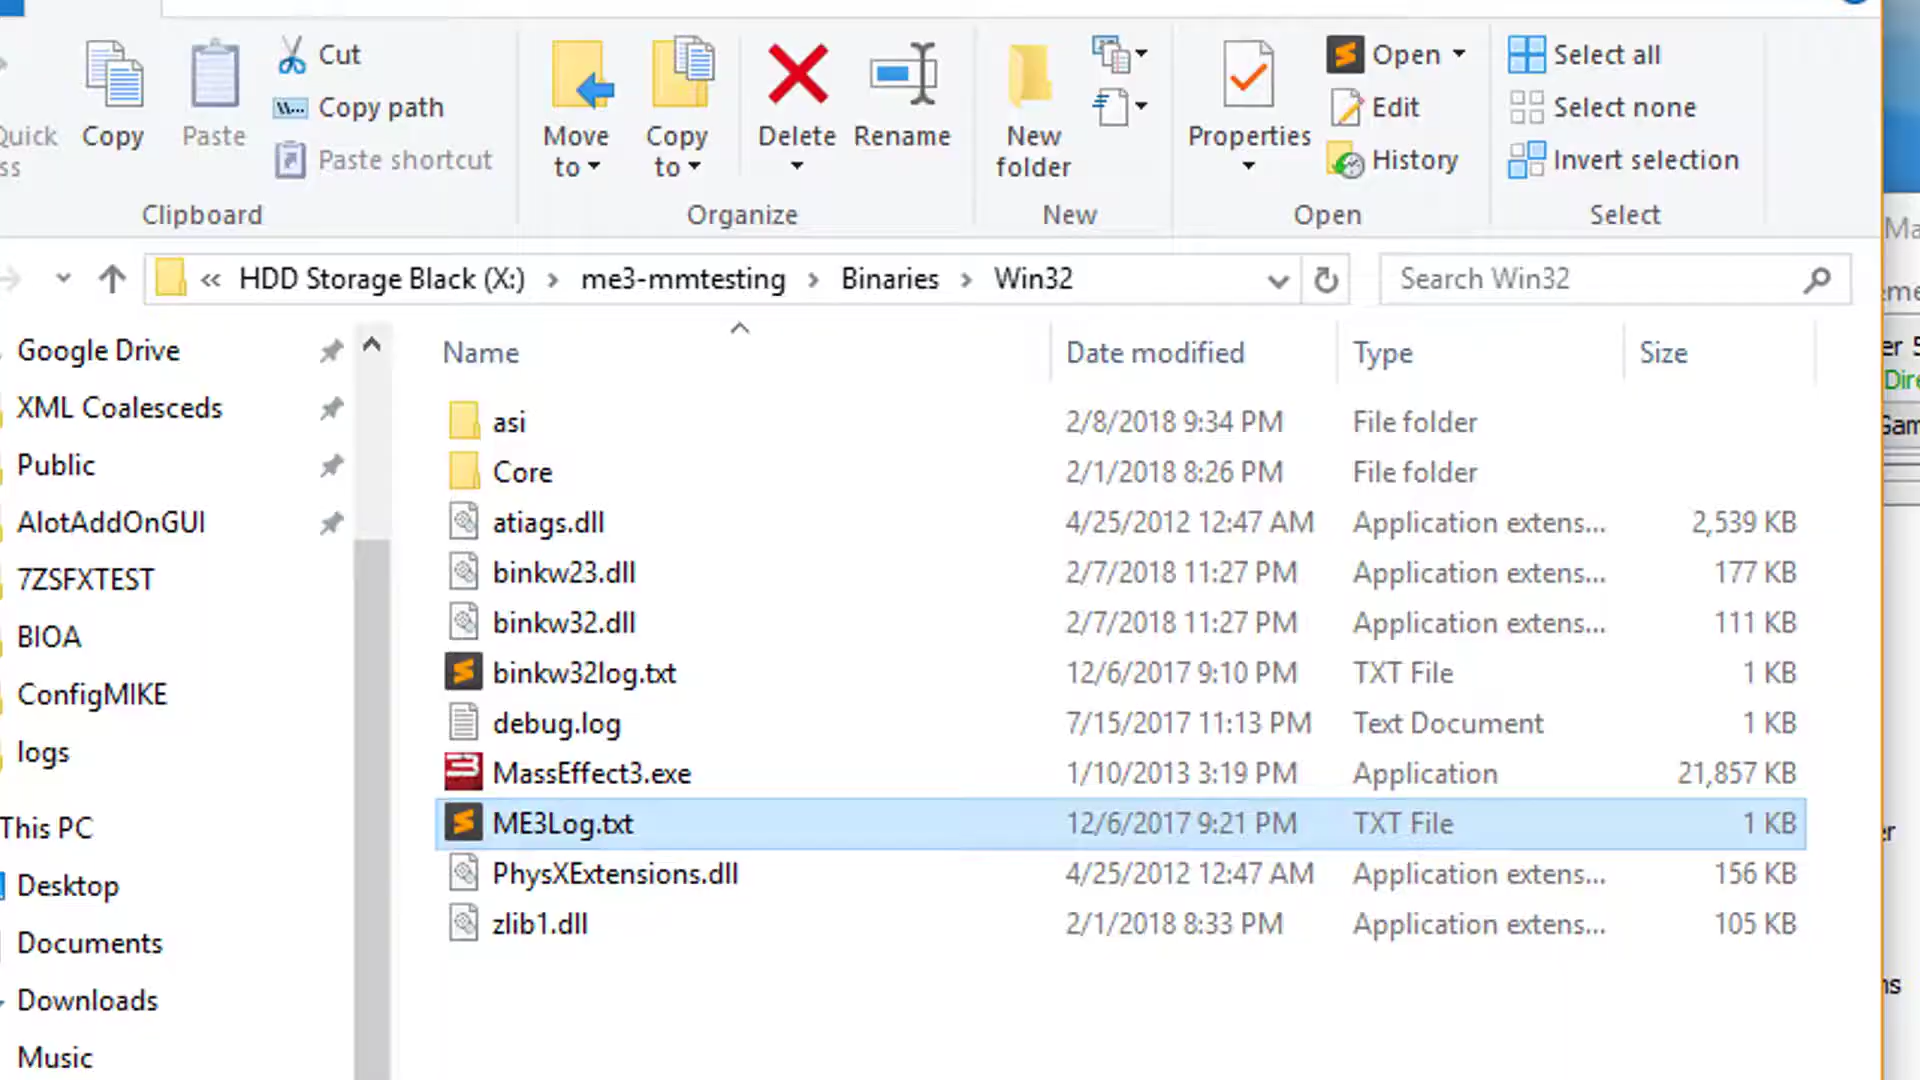 Cut
Copy path
Paste shortcut
Quick
ss
Copy
Paste
Move
to
Copy
to
Delete
Rename
New
folder
Properties
Open
Edit
History
Select all
Select none
Invert selection
Clipboard
Organize
New
Open
Select
« HDD Storage Black (X:) › me3-mmtesting › Binaries › Win32
Search Win32
Google Drive
XML Coalesceds
Public
AlotAddOnGUI
7ZSFXTEST
BIOA
ConfigMIKE
logs
This PC
Desktop
Documents
Downloads
Music
Name Date modified Type Size
asi 2/8/2018 9:34 PM File folder
Core 2/1/2018 8:26 PM File folder
atiags.dll 4/25/2012 12:47 AM Application extens... 2,539 KB
binkw23.dll 2/7/2018 11:27 PM Application extens... 177 KB
binkw32.dll 2/7/2018 11:27 PM Application extens... 111 KB
binkw32log.txt 12/6/2017 9:10 PM TXT File 1 KB
debug.log 7/15/2017 11:13 PM Text Document 1 KB
MassEffect3.exe 1/10/2013 3:19 PM Application 21,857 KB
ME3Log.txt 12/6/2017 9:21 PM TXT File 1 KB
PhysXExtensions.dll 4/25/2012 12:47 AM Application extens... 156 KB
zlib1.dll 2/1/2018 8:33 PM Application extens... 105 KB